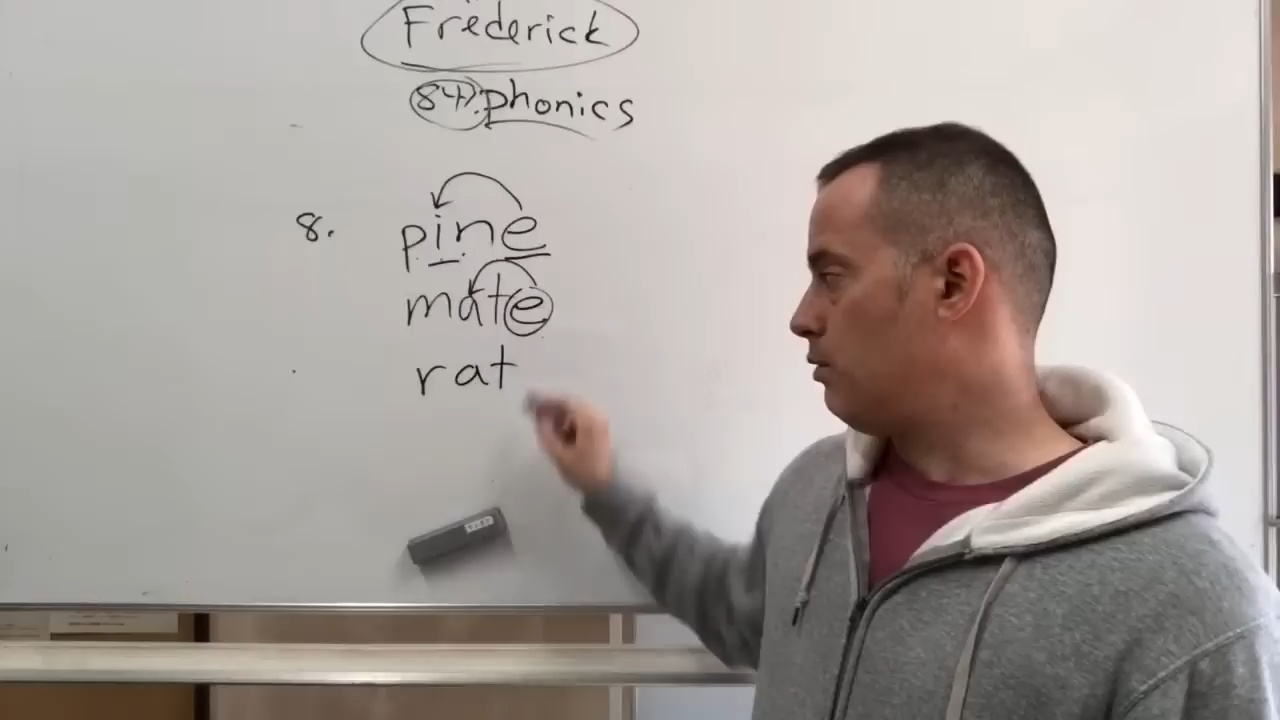 Frederick
84) phonics
8. pine
mate
rat